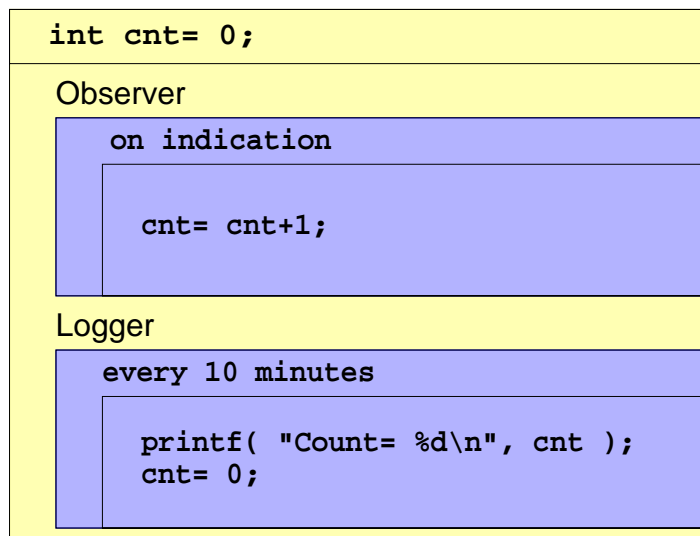 int cnt= 0;
Observer
on indication
cnt= cnt+1;
Logger
every 10 minutes
printf( "Count= %d\n", cnt );
cnt= 0;